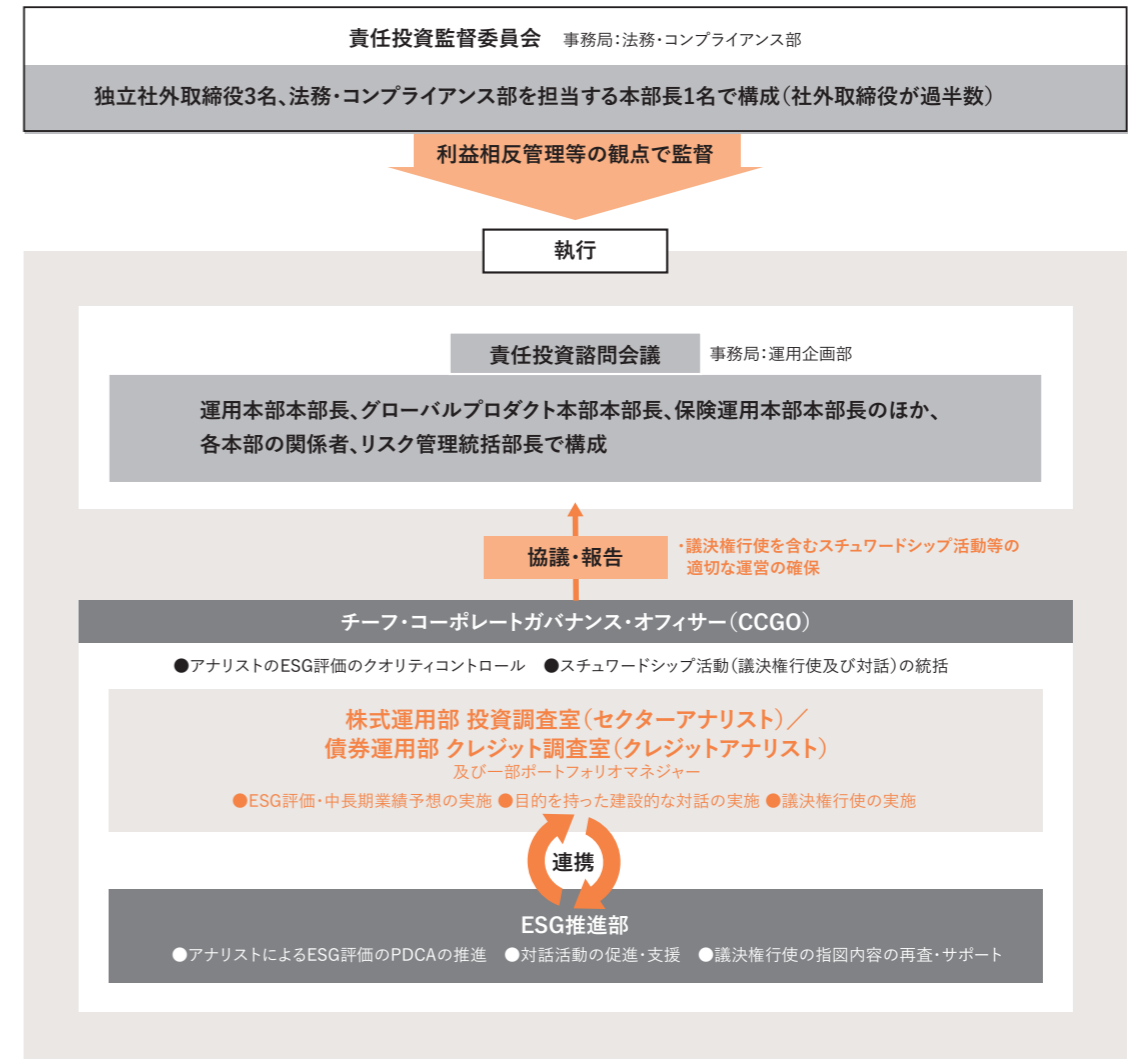 責任投資監督委員会 事務局:法務・コンプライアンス部
独立社外取締役3名、法務・コンプライアンス部を担当する本部長1名で構成(社外取締役が過半数)
利益相反管理等の観点で監督
執行
責任投資諮問会議 事務局:運用企画部
運用本部本部長、グローバルプロダクト本部本部長、保険運用本部本部長のほか、
各本部の関係者、リスク管理統括部長で構成
協議・報告
・議決権行使を含むスチュワードシップ活動等の
適切な運営の確保
チーフ・コーポレートガバナンス・オフィサー(CCGO)
●アナリストのESG評価のクオリティコントロール ●スチュワードシップ活動(議決権行使及び対話)の統括
株式運用部 投資調査室(セクターアナリスト)/
債券運用部 クレジット調査室(クレジットアナリスト)
及び一部ポートフォリオマネジャー
●ESG評価・中長期業績予想の実施 ●目的を持った建設的な対話の実施 ●議決権行使の実施
連携
ESG推進部
●アナリストによるESG評価のPDCAの推進 ●対話活動の促進・支援 ●議決権行使の指図内容の再査・サポート